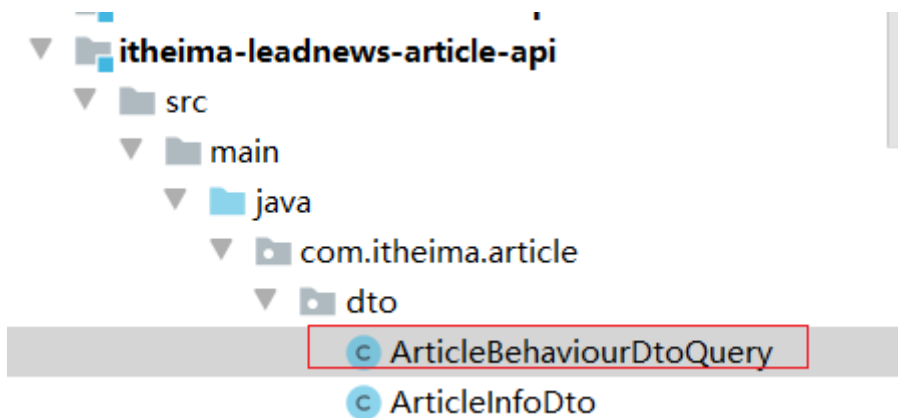 itheima-leadnews-article-api
src
main
java
com.itheima.article
dto
C ArticleBehaviourDtoQuery
C ArticleInfoDto